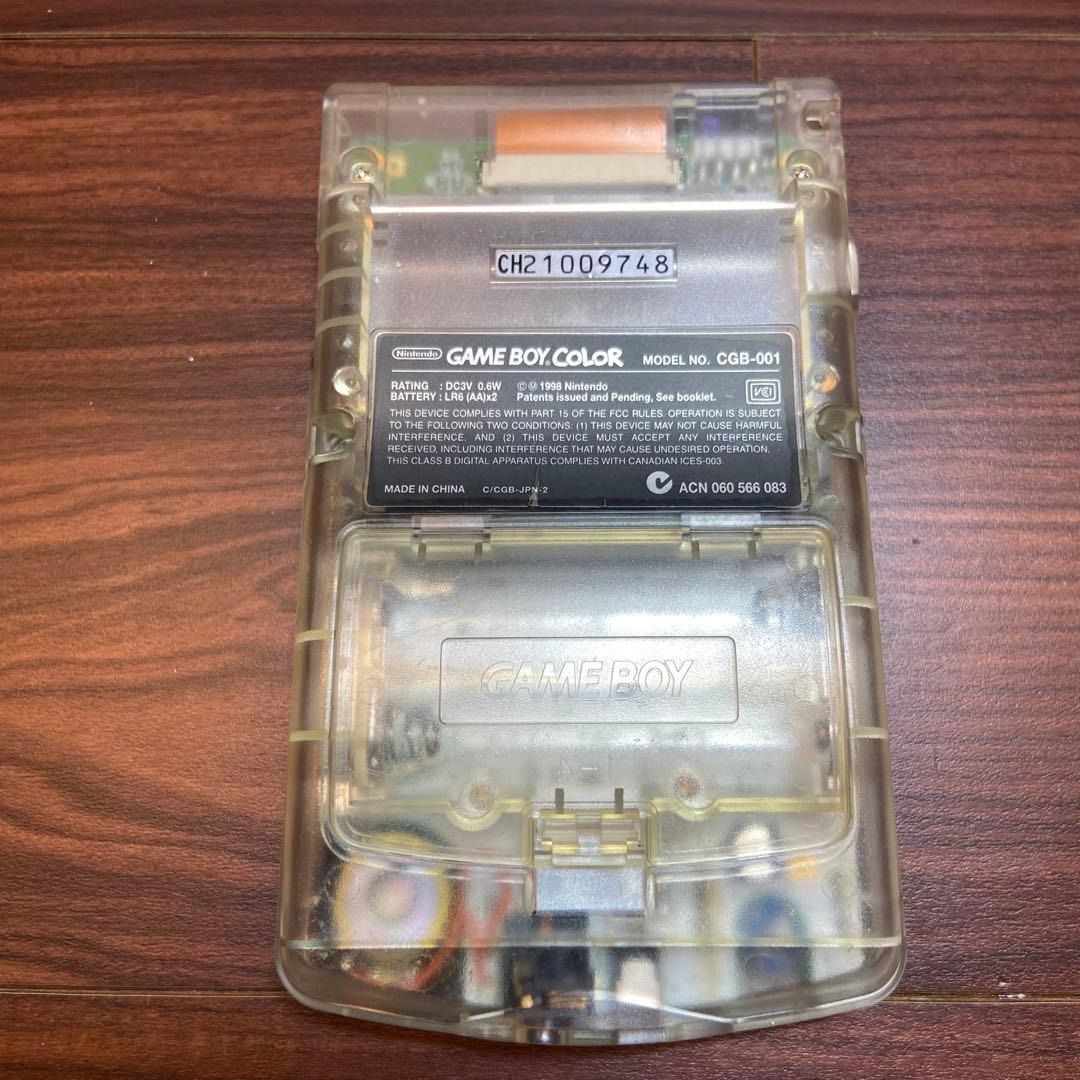 CH21009748
Nintendo GAME BOY COLOR MODEL NO. CGB-001
RATING : DC3V 0.6W ©Ⓜ 1998 Nintendo
BATTERY : LR6 (AA)x2 Patents issued and Pending, See booklet.
VCI
THIS DEVICE COMPLIES WITH PART 15 OF THE FCC RULES. OPERATION IS SUBJECT
TO THE FOLLOWING TWO CONDITIONS: (1) THIS DEVICE MAY NOT CAUSE HARMFUL
INTERFERENCE. AND (2) THIS DEVICE MUST ACCEPT ANY INTERFERENCE
RECEIVED, INCLUDING INTERFERENCE THAT MAY CAUSE UNDESIRED OPERATION.
THIS CLASS B DIGITAL APPARATUS COMPLIES WITH CANADIAN ICES-003.
MADE IN CHINA C/CGB-JPN-2 ACN 060 566 083
GAME BOY